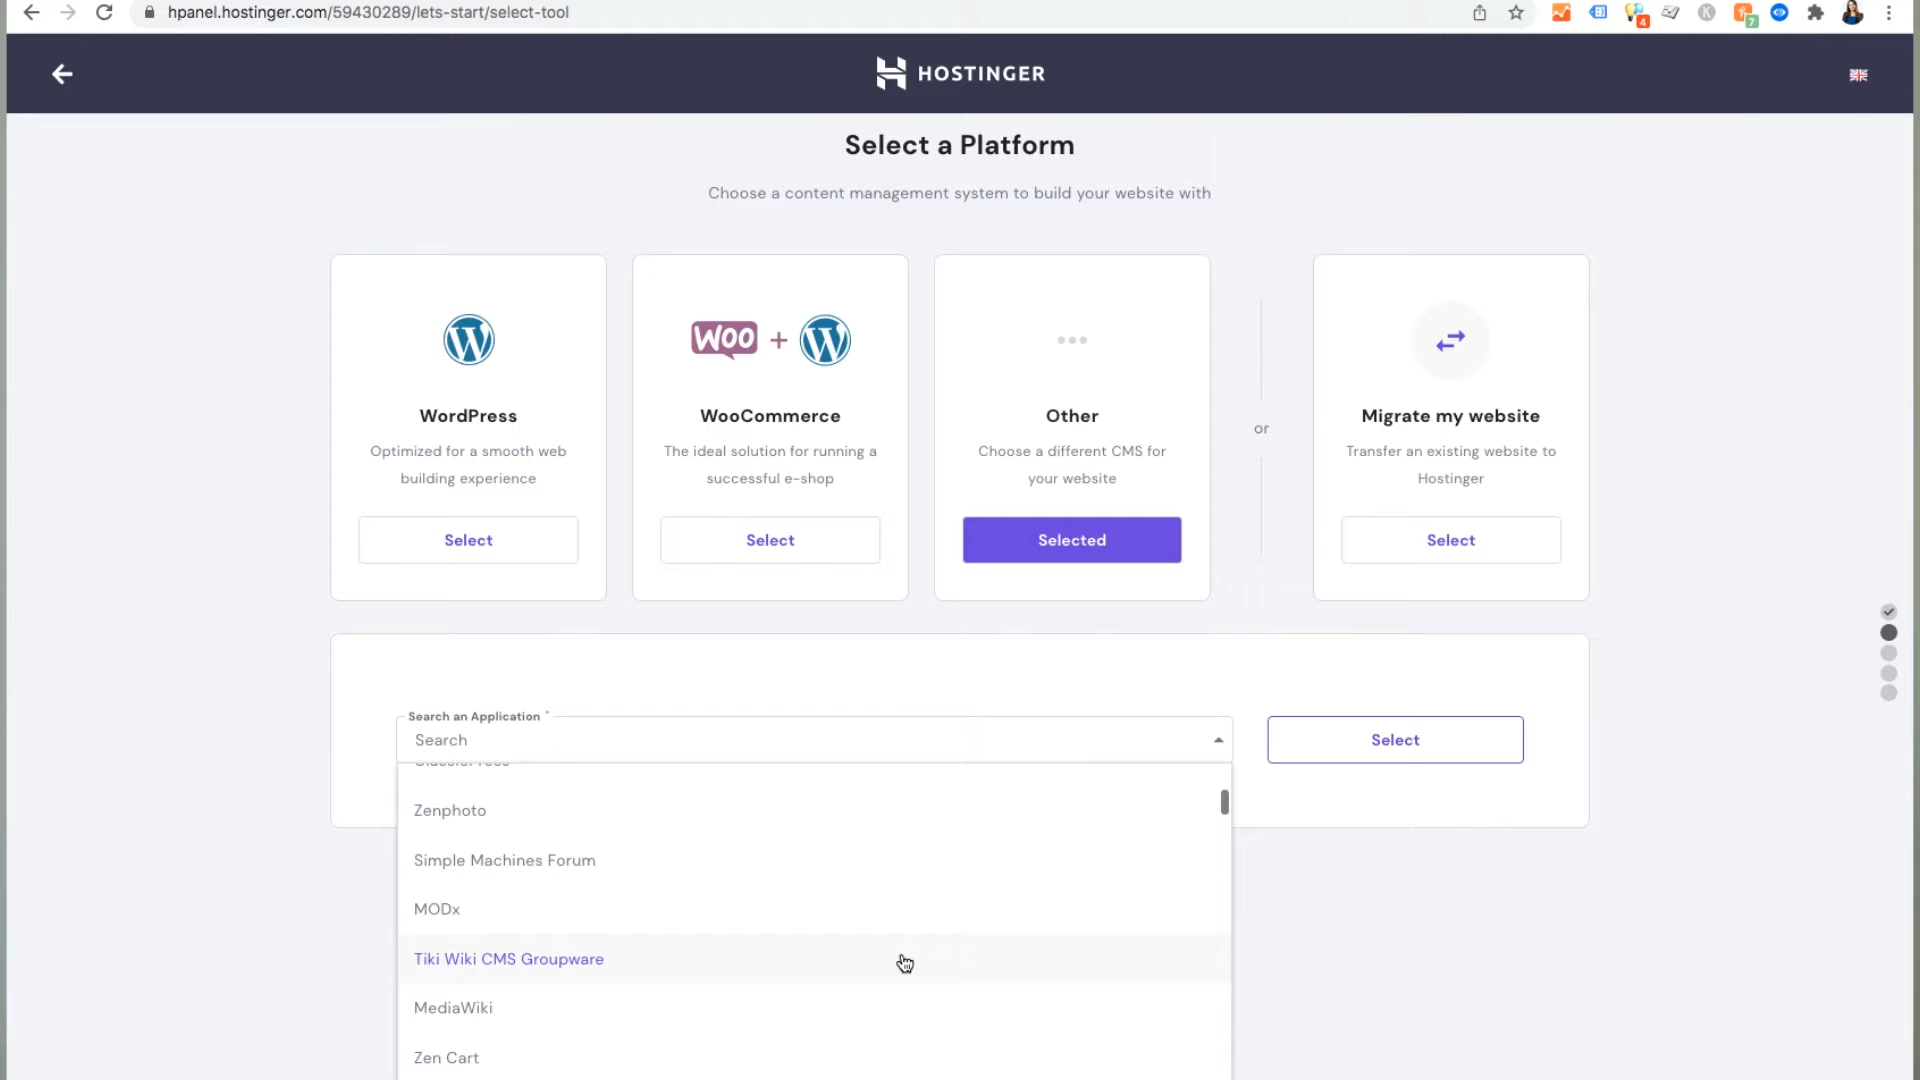 hpanel.hostinger.com/59430289/lets-start/select-tool
4
K
7
HOSTINGER
Select a Platform
Choose a content management system to build your website with
WordPress
Optimized for a smooth web
building experience
Select
WOO + W
WooCommerce
The ideal solution for running a
successful e-shop
Select
Other
Choose a different CMS for
your website
Selected
or
Migrate my website
Transfer an existing website to
Hostinger
Select
Search an Application *
Search
Select
Zenphoto
Simple Machines Forum
MODx
Tiki Wiki CMS Groupware
MediaWiki
Zen Cart